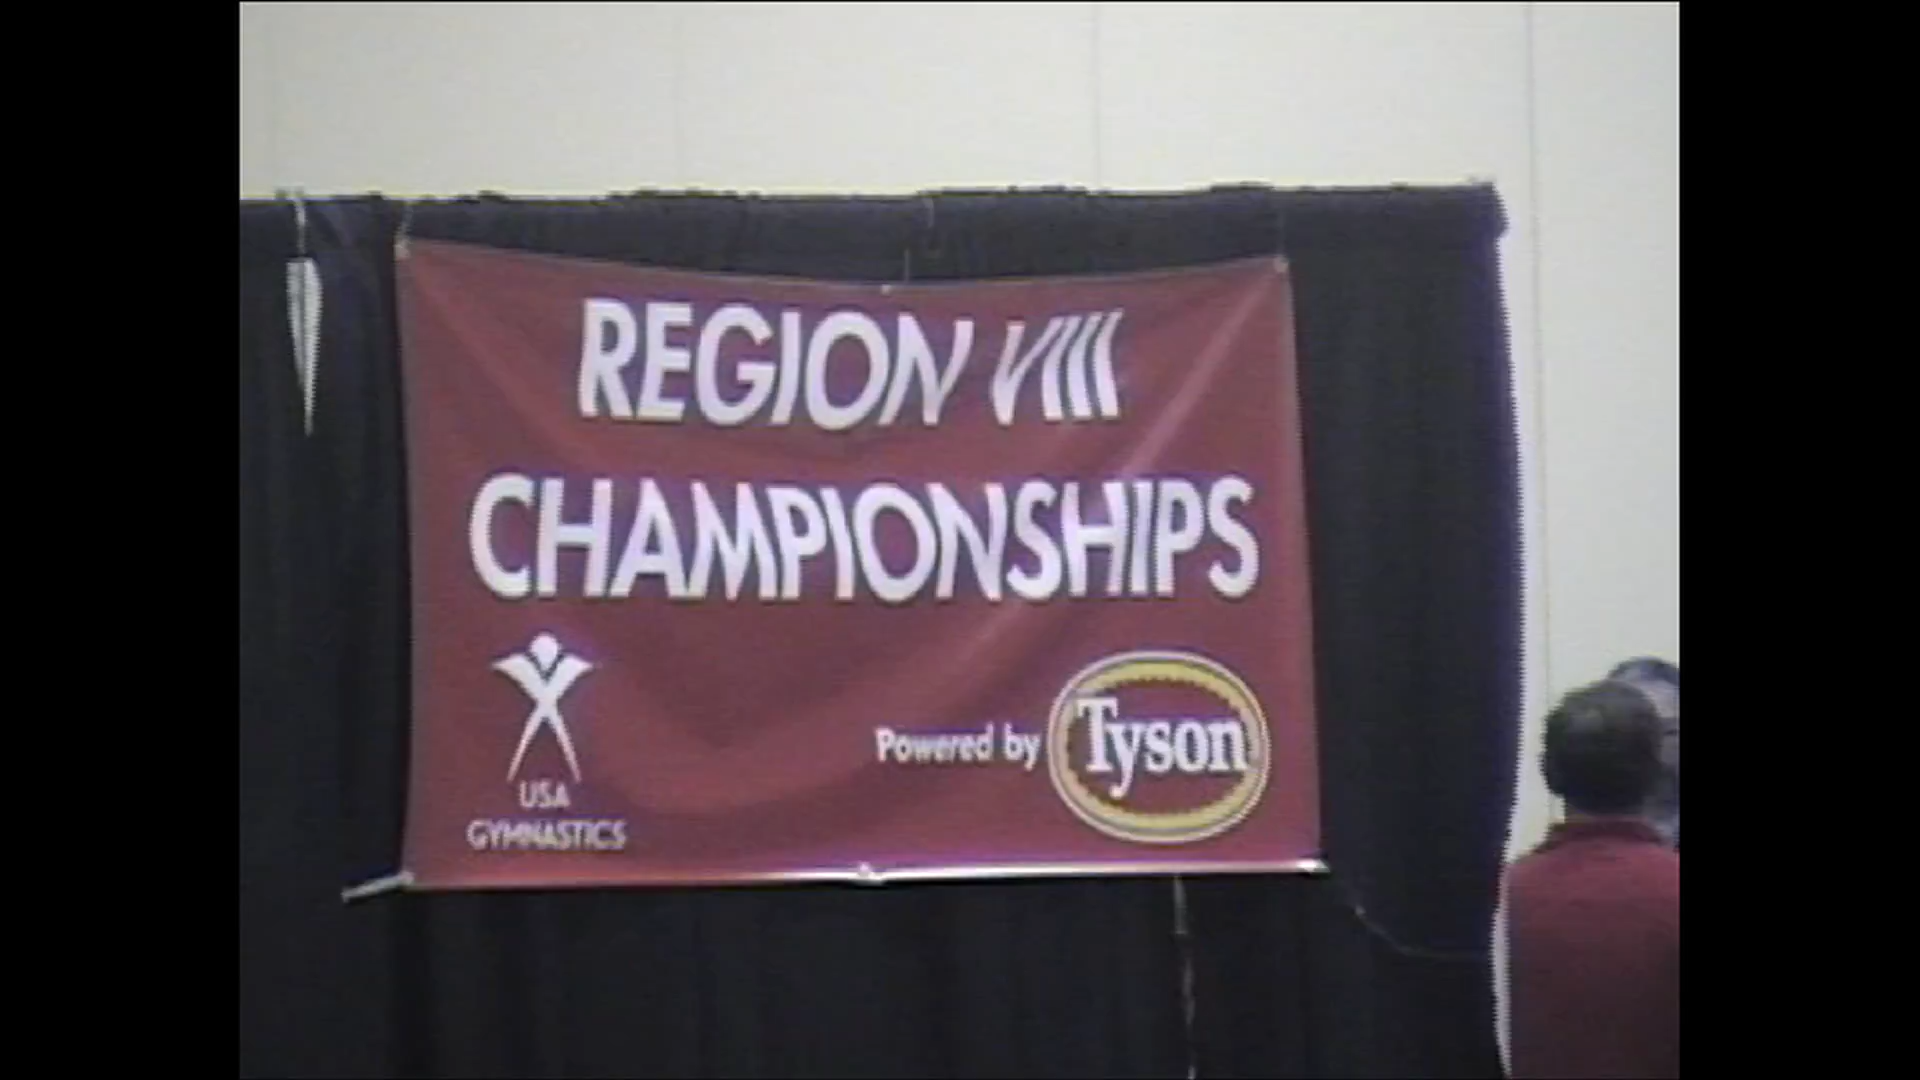 REGION VIII
CHAMPIONSHIPS
USA
GYMNASTICS
Powered by Tyson